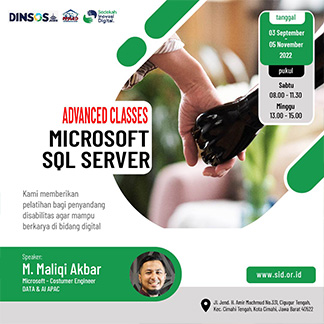 DINSOS
Sedekah
Inovasi
Digital.
tanggal
03 September
-
05 November
2022
pukul
Sabtu
08.00 - 11.30
Minggu
13.00 - 15.00
ADVANCED CLASSES
MICROSOFT
SQL SERVER
Kami memberikan
pelatihan bagi penyandang
disabilitas agar mampu
berkarya di bidang digital
Speaker:
M. Maliqi Akbar
Microsoft - Costumer Engineer
DATA & AI APAC
www.sid.or.id
Jl. Jend. H. Amir Machmud No.331, Cigugur Tengah,
Kec. Cimahi Tengah, Kota Cimahi, Jawa Barat 40522